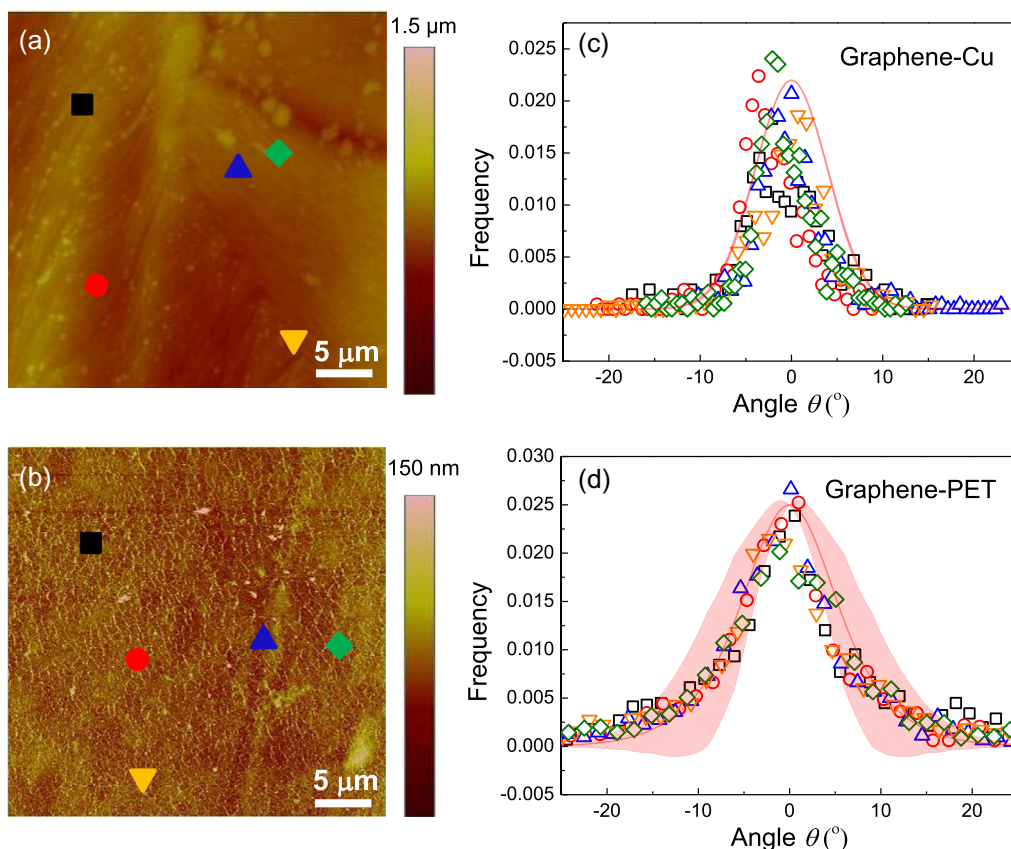 (a)
1.5 µm
5 µm
(b)
150 nm
5 µm
(c)
Graphene-Cu
Frequency
0.025
0.020
0.015
0.010
0.005
0.000
-0.005
-20
-10
0
10
20
Angle θ (°)
(d)
Graphene-PET
Frequency
0.030
0.025
0.020
0.015
0.010
0.005
0.000
-0.005
-20
-10
0
10
20
Angle θ (°)